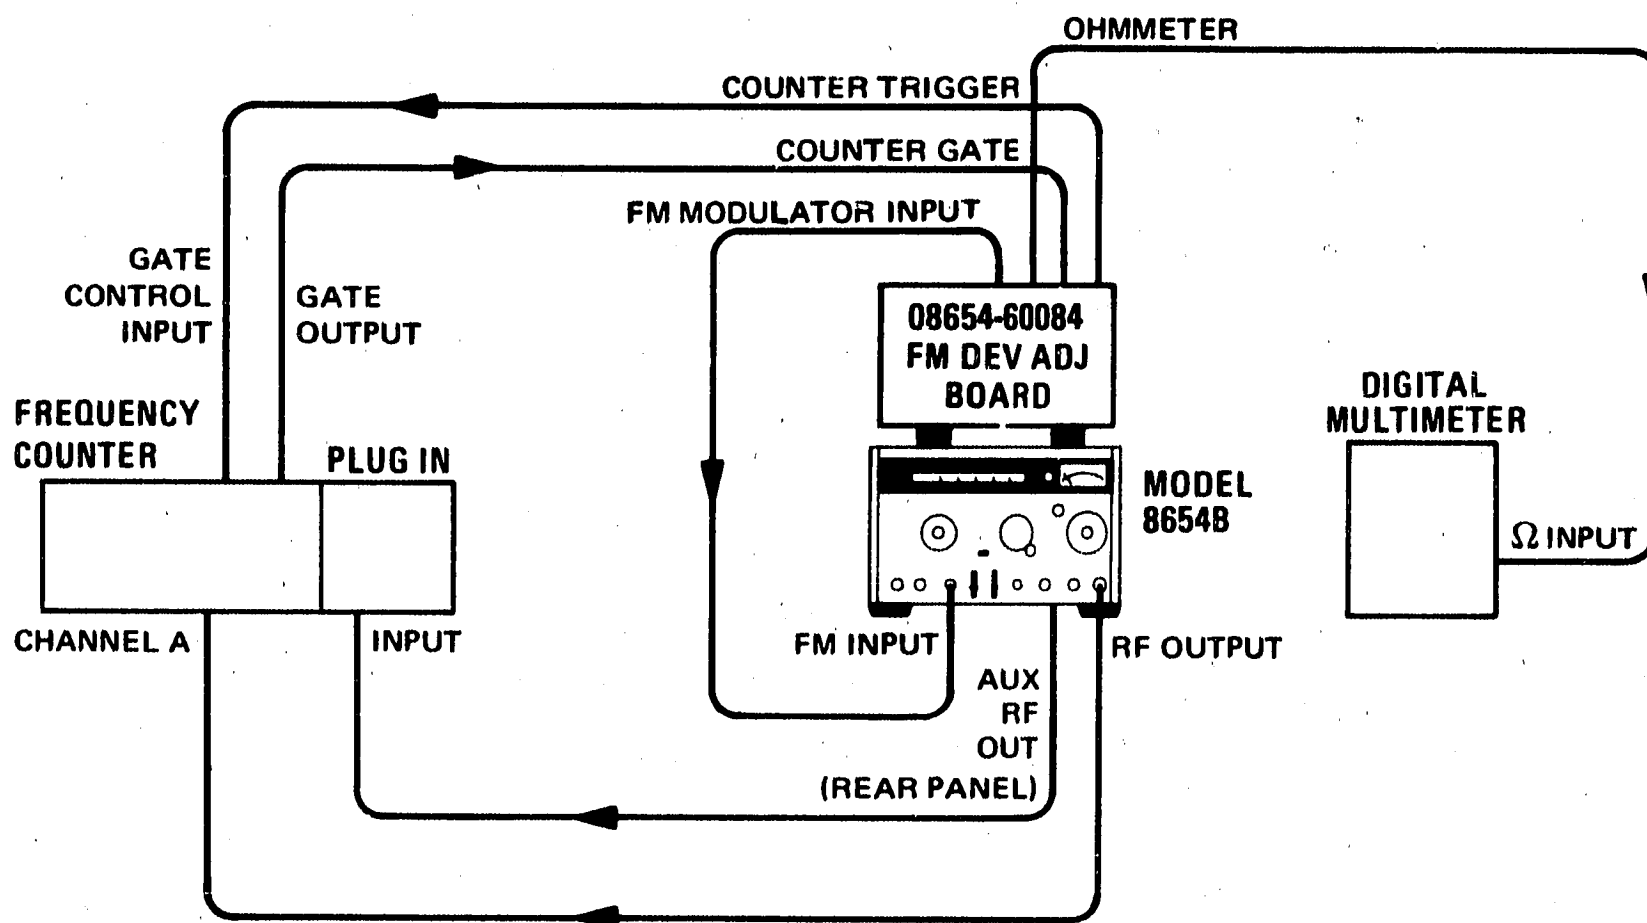 OHMMETER
COUNTER TRIGGER
COUNTER GATE
FM MODULATOR INPUT
GATE
CONTROL
INPUT
GATE
OUTPUT
08654-60084
FM DEV ADJ
BOARD
DIGITAL
MULTIMETER
FREQUENCY
COUNTER
PLUG IN
MODEL
8654B
Ω INPUT
CHANNEL A
INPUT
FM INPUT
RF OUTPUT
AUX
RF
OUT
(REAR PANEL)